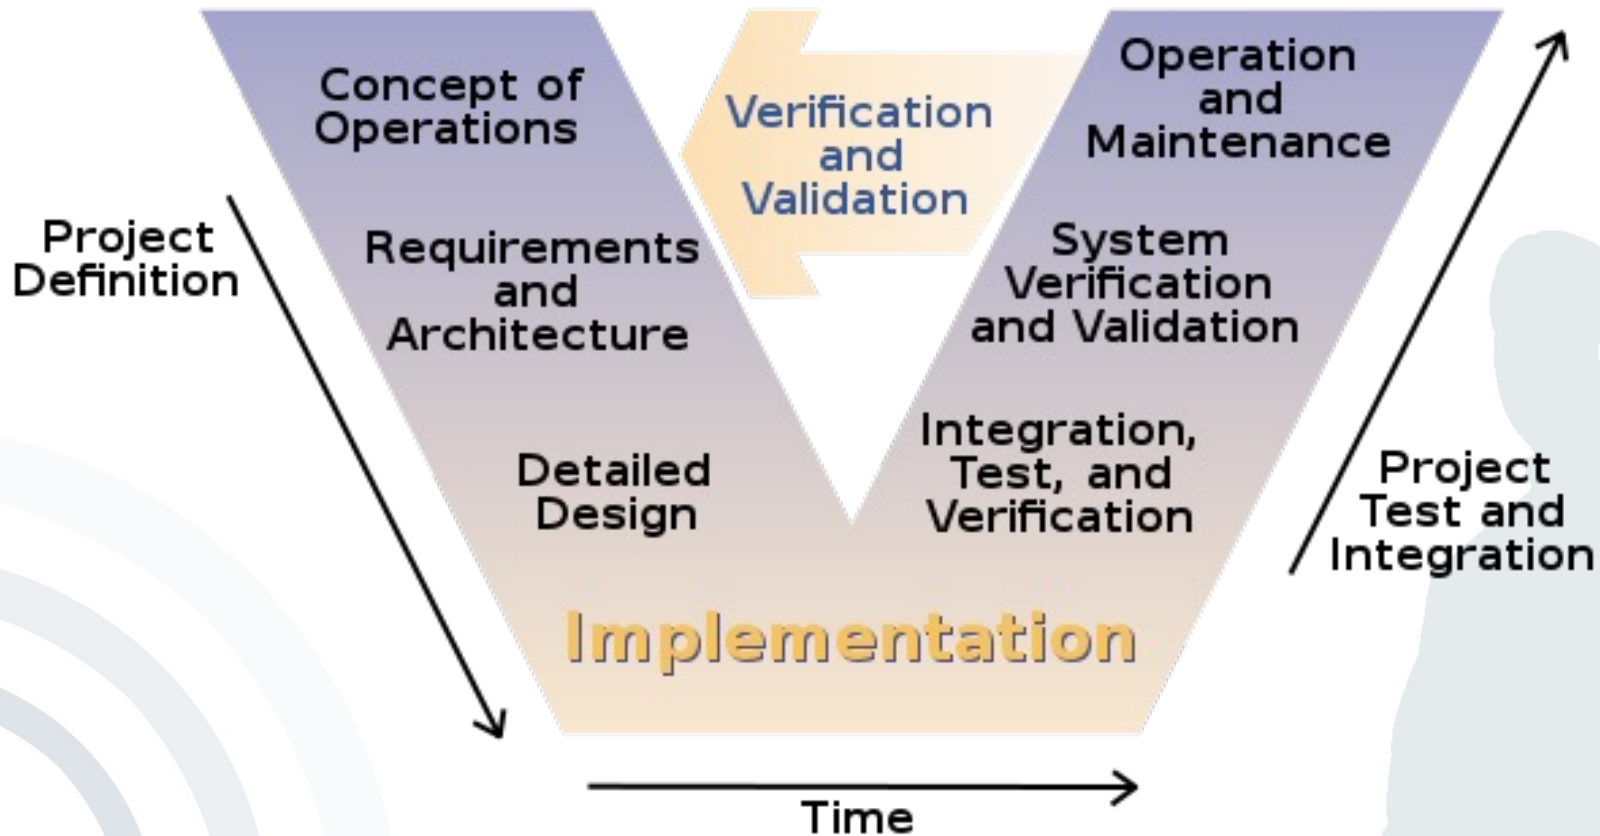 Concept of
Operations
Verification
and
Validation
Operation
and
Maintenance
Project
Definition
Requirements
and
Architecture
System
Verification
and Validation
Detailed
Design
Integration,
Test, and
Verification
Project
Test and
Integration
Implementation
Time